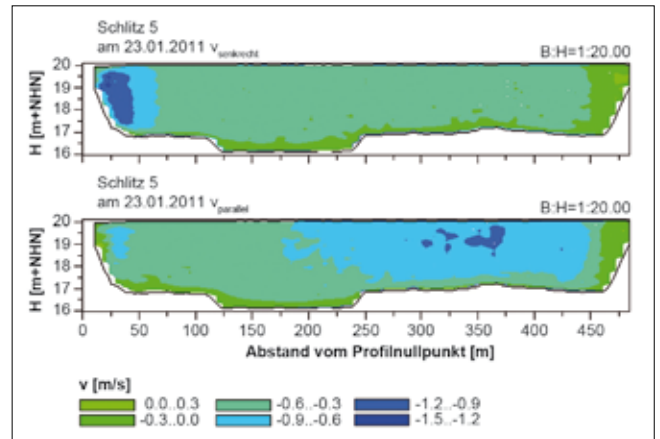 Schlitz 5
am 23.01.2011 v senkrecht
B:H=1:20.00
H [m+NHN]
20
19
18
17
16
Schlitz 5
am 23.01.2011 v parallel
B:H=1:20.00
H [m+NHN]
20
19
18
17
16
0 50 100 150 200 250 300 350 400 450
Abstand vom Profilnullpunkt [m]
v [m/s]
0.0..0.3 -0.6..-0.3 -1.2..-0.9
-0.3..0.0 -0.9..-0.6 -1.5..-1.2